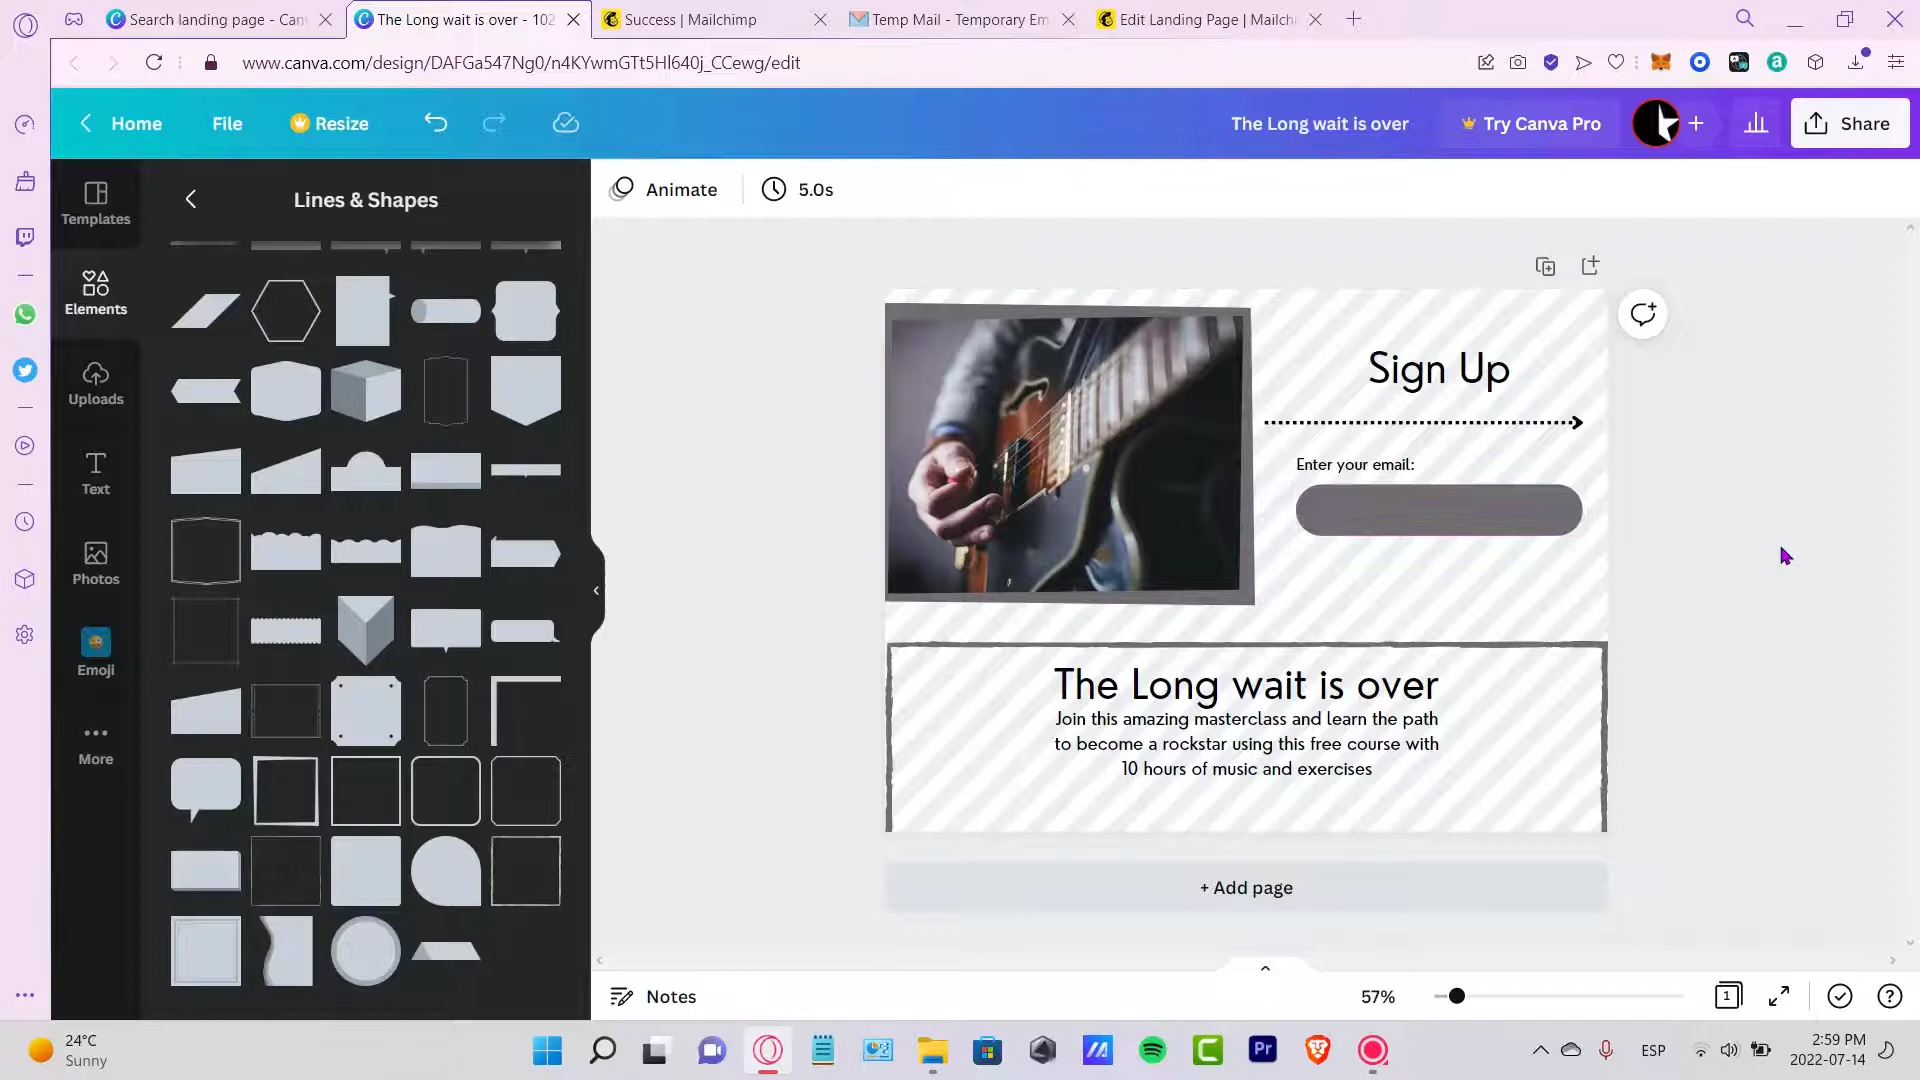 Search landing page - Can
The Long wait is over - 102
Success | Mailchimp
Temp Mail - Temporary Em
Edit Landing Page | Mailch
www.canva.com/design/DAFGa547Ng0/n4KYwmGTt5Hl640j_CCewg/edit
Home
File
Resize
The Long wait is over
Try Canva Pro
Share
Templates
Elements
Uploads
Text
Photos
Emoji
More
Lines & Shapes
Animate
5.0s
Sign Up
Enter your email:
The Long wait is over
Join this amazing masterclass and learn the path
to become a rockstar using this free course with
10 hours of music and exercises
+ Add page
Notes
57%
1
24°C
Sunny
Pr
ESP
2:59 PM
2022-07-14